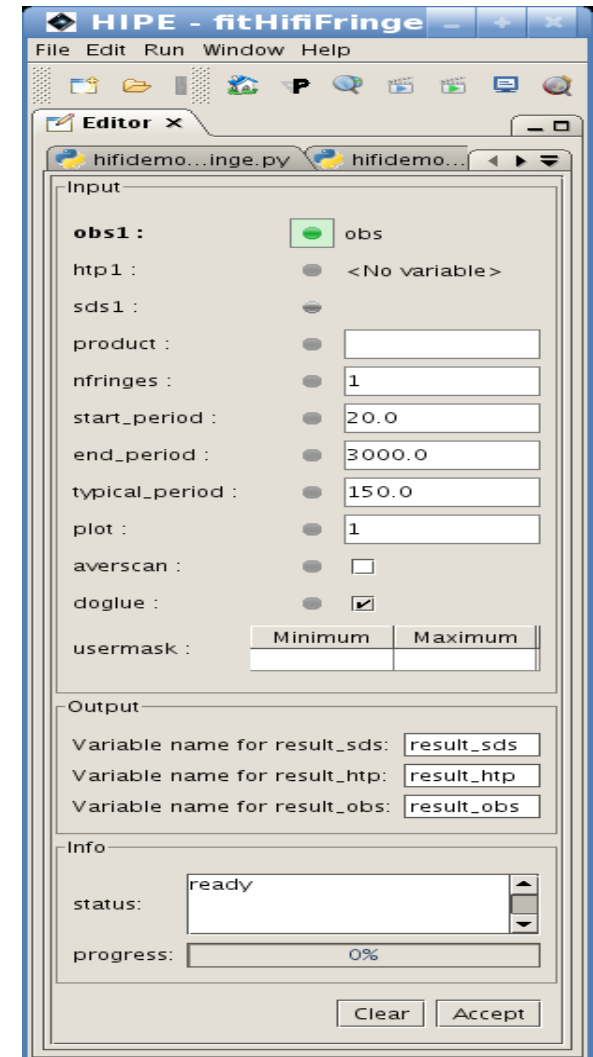 HIPE - fitHifiFringe
File Edit Run Window Help
Editor
hifidemo...inge.py hifidemo...
Input
obs1 : obs
htp1 : <No variable>
sds1 :
product :
nfringes : 1
start_period : 20.0
end_period : 3000.0
typical_period : 150.0
plot : 1
averscan :
doglue :
Minimum Maximum
usermask :
Output
Variable name for result_sds: result_sds
Variable name for result_htp: result_htp
Variable name for result_obs: result_obs
Info
ready
status:
progress: 0%
Clear Accept